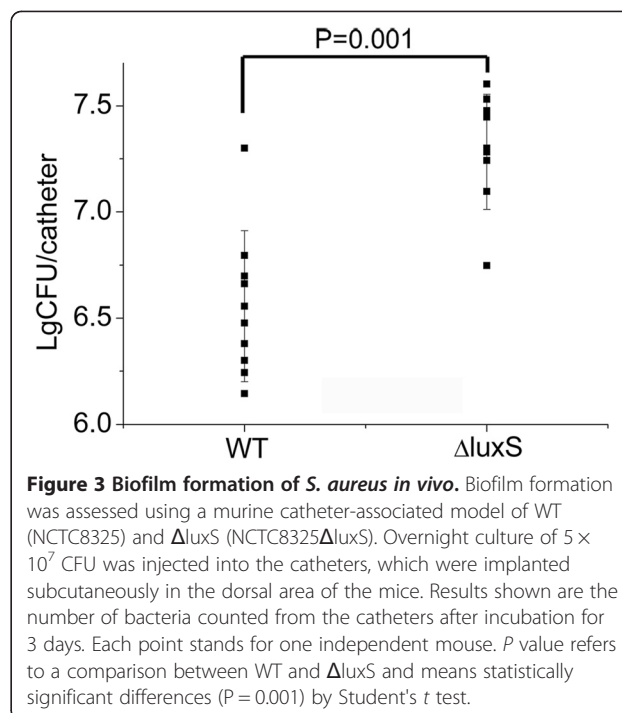 P=0.001
7.5
7.0
6.5
6.0
LgCFU/catheter
WT
ΔluxS
Figure 3 Biofilm formation of S. aureus in vivo. Biofilm formation
was assessed using a murine catheter-associated model of WT
(NCTC8325) and ΔluxS (NCTC8325ΔluxS). Overnight culture of 5 ×
10⁷ CFU was injected into the catheters, which were implanted
subcutaneously in the dorsal area of the mice. Results shown are the
number of bacteria counted from the catheters after incubation for
3 days. Each point stands for one independent mouse. P value refers
to a comparison between WT and ΔluxS and means statistically
significant differences (P = 0.001) by Student's t test.